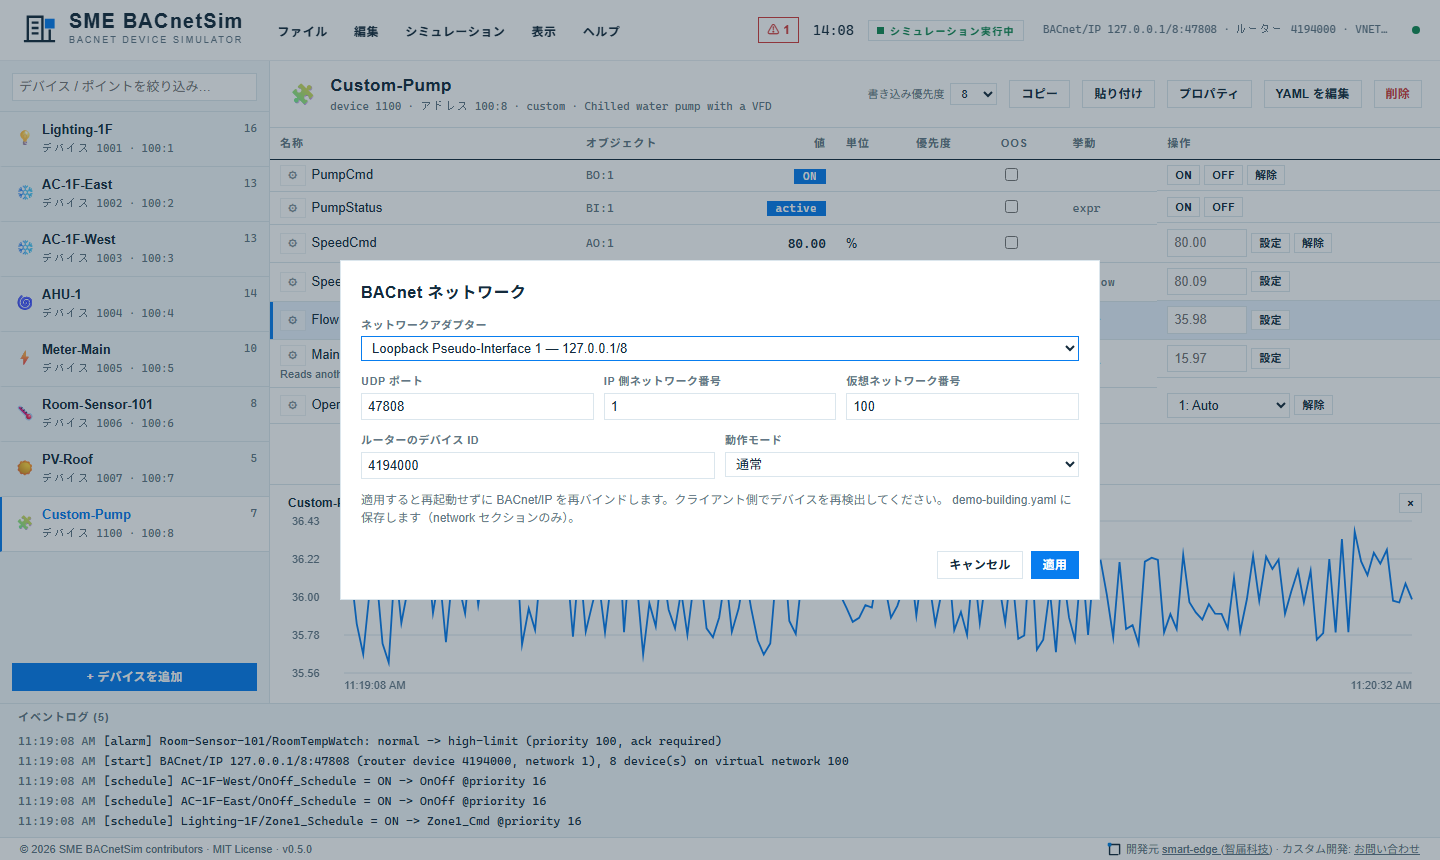 SME BACnetSim
BACNET DEVICE SIMULATOR
ファイル 編集 シミュレーション 表示 ヘルプ
1 14:08 シミュレーション実行中 BACnet/IP 127.0.0.1/8:47808 · ルーター 4194000 · VNET…
デバイス / ポイントを絞り込み…
Lighting-1F 16
デバイス 1001 · 100:1
AC-1F-East 13
デバイス 1002 · 100:2
AC-1F-West 13
デバイス 1003 · 100:3
AHU-1 14
デバイス 1004 · 100:4
Meter-Main 10
デバイス 1005 · 100:5
Room-Sensor-101 8
デバイス 1006 · 100:6
PV-Roof 5
デバイス 1007 · 100:7
Custom-Pump 7
デバイス 1100 · 100:8
+ デバイスを追加
Custom-Pump
device 1100 · アドレス 100:8 · custom · Chilled water pump with a VFD
書き込み優先度 8 コピー 貼り付け プロパティ YAML を編集 削除
名称 オブジェクト 値 単位 優先度 OOS 挙動 操作
PumpCmd BO:1 ON ON OFF 解除
PumpStatus BI:1 active expr ON OFF
SpeedCmd AO:1 80.00 % 80.00 設定 解除
Spee ow 80.09 設定
Flow 35.98 設定
Main 15.97 設定
Reads anoth
Oper 1: Auto 解除
BACnet ネットワーク
ネットワークアダプター
Loopback Pseudo-Interface 1 — 127.0.0.1/8
UDP ポート IP 側ネットワーク番号 仮想ネットワーク番号
47808 1 100
ルーターのデバイス ID 動作モード
4194000 通常
適用すると再起動せずに BACnet/IP を再バインドします。クライアント側でデバイスを再検出してください。 demo-building.yaml に
保存します（network セクションのみ）。
キャンセル 適用
Custom-P ×
36.43
36.22
36.00
35.78
35.56
11:19:08 AM 11:20:32 AM
イベントログ (5)
11:19:08 AM [alarm] Room-Sensor-101/RoomTempWatch: normal -> high-limit (priority 100, ack required)
11:19:08 AM [start] BACnet/IP 127.0.0.1/8:47808 (router device 4194000, network 1), 8 device(s) on virtual network 100
11:19:08 AM [schedule] AC-1F-West/OnOff_Schedule = ON -> OnOff @priority 16
11:19:08 AM [schedule] AC-1F-East/OnOff_Schedule = ON -> OnOff @priority 16
11:19:08 AM [schedule] Lighting-1F/Zone1_Schedule = ON -> Zone1_Cmd @priority 16
© 2026 SME BACnetSim contributors · MIT License · v0.5.0
開発元 smart-edge (智届科技) · カスタム開発: お問い合わせ